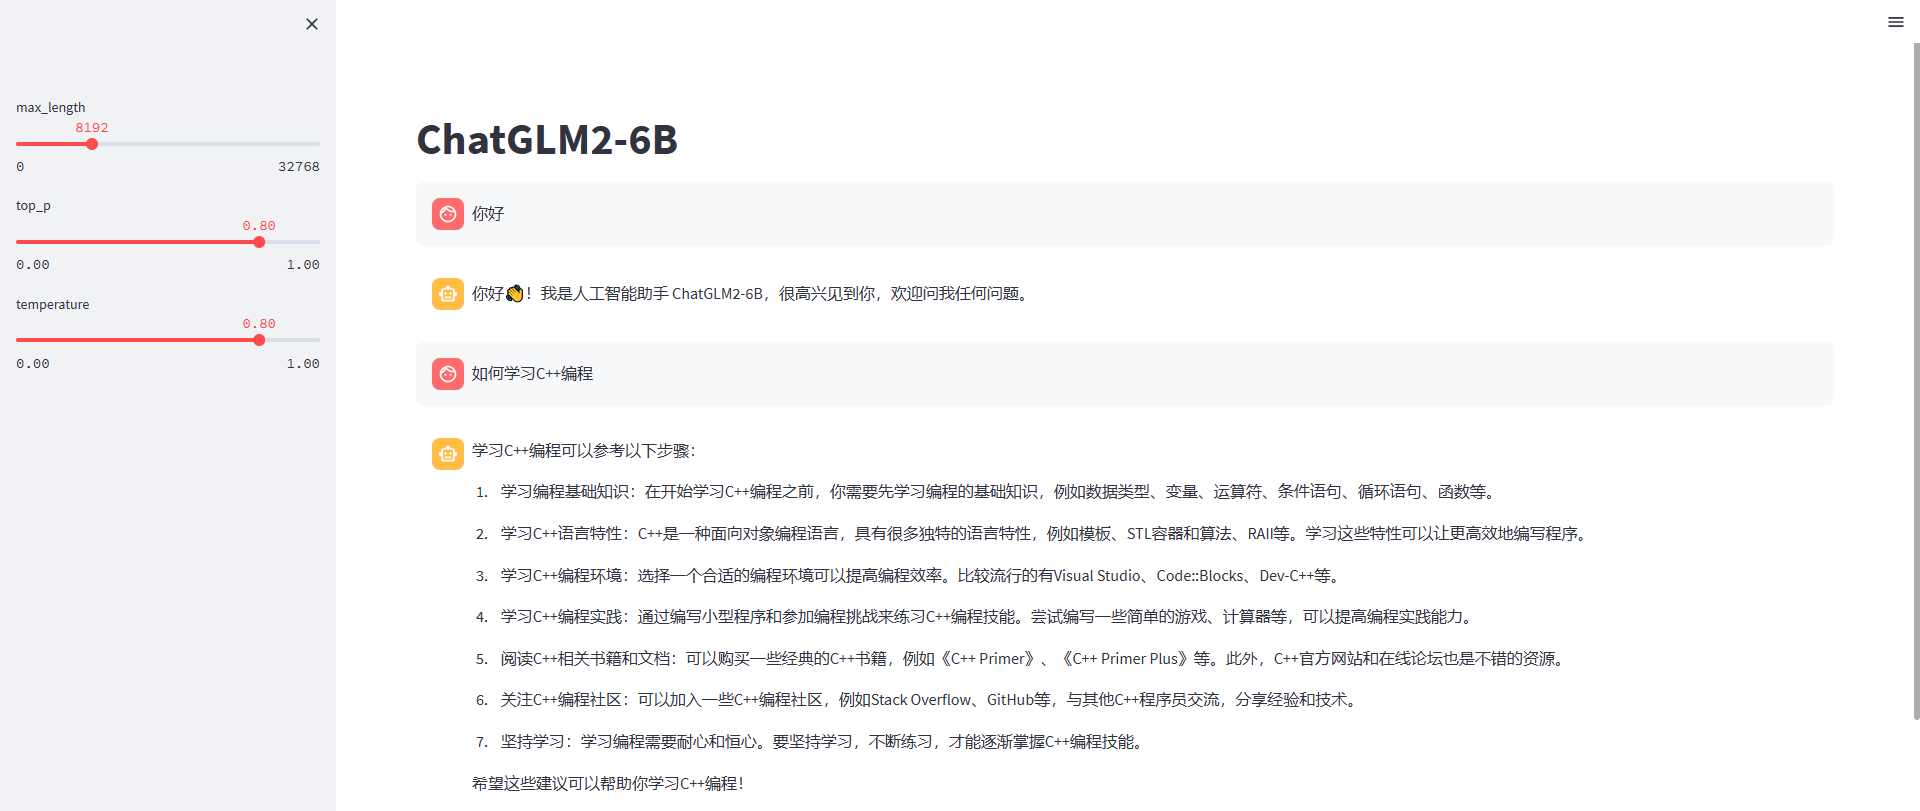 max_length
8192
0 32768
top_p
0.80
0.00 1.00
temperature
0.80
0.00 1.00
ChatGLM2-6B
你好
你好👏！我是人工智能助手 ChatGLM2-6B，很高兴见到你，欢迎问我任何问题。
如何学习C++编程
学习C++编程可以参考以下步骤：
1. 学习编程基础知识：在开始学习C++编程之前，你需要先学习编程的基础知识，例如数据类型、变量、运算符、条件语句、循环语句、函数等。
2. 学习C++语言特性：C++是一种面向对象编程语言，具有很多独特的语言特性，例如模板、STL容器和算法、RAII等。学习这些特性可以让更高效地编写程序。
3. 学习C++编程环境：选择一个合适的编程环境可以提高编程效率。比较流行的有Visual Studio、Code::Blocks、Dev-C++等。
4. 学习C++编程实践：通过编写小型程序和参加编程挑战来练习C++编程技能。尝试编写一些简单的游戏、计算器等，可以提高编程实践能力。
5. 阅读C++相关书籍和文档：可以购买一些经典的C++书籍，例如《C++ Primer》、《C++ Primer Plus》等。此外，C++官方网站和在线论坛也是不错的资源。
6. 关注C++编程社区：可以加入一些C++编程社区，例如Stack Overflow、GitHub等，与其他C++程序员交流，分享经验和技术。
7. 坚持学习：学习编程需要耐心和恒心。要坚持学习，不断练习，才能逐渐掌握C++编程技能。
希望这些建议可以帮助你学习C++编程！